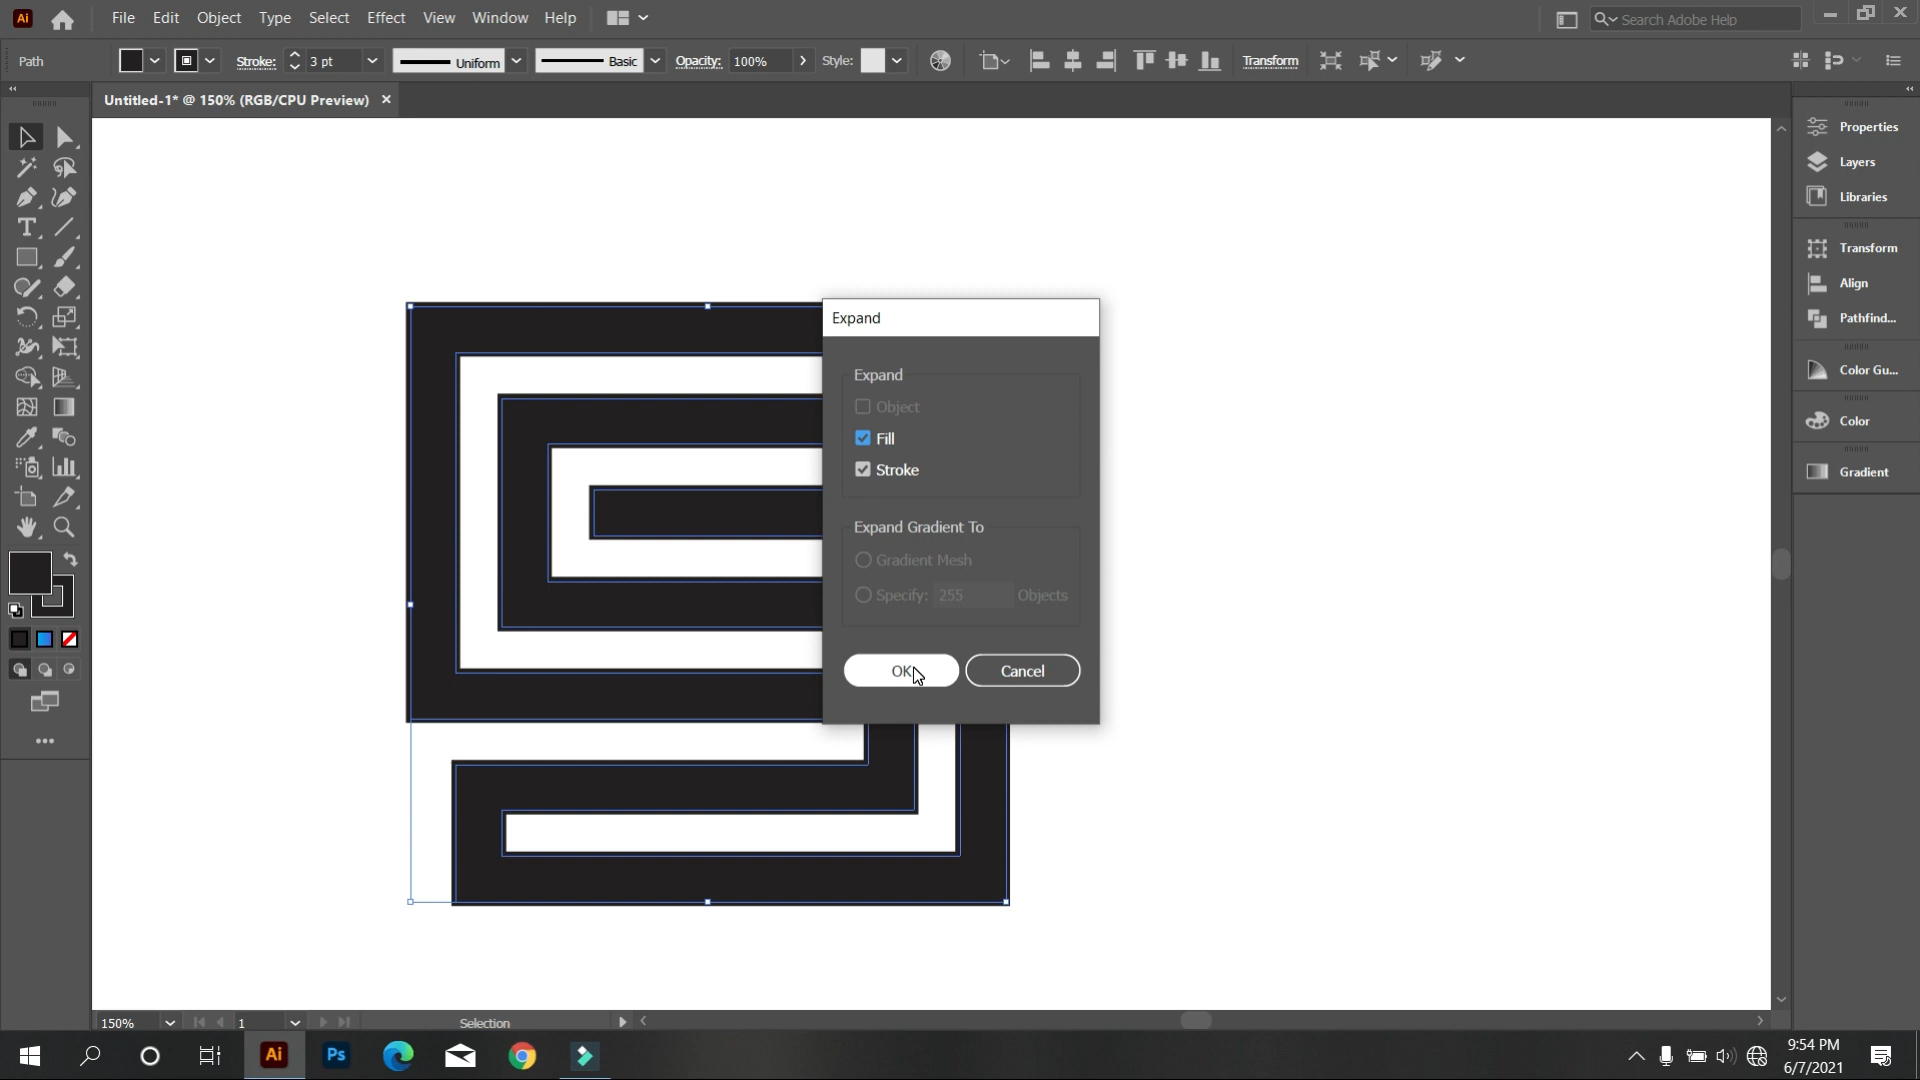 Ai File Edit Object Type Select Effect View Window Help Search Adobe Help
Path Stroke: 3 pt Uniform Basic Opacity: 100% Style: Transform
Untitled-1* @ 150% (RGB/CPU Preview)
Properties
Layers
Libraries
Transform
Align
Pathfind...
Color Gu...
Color
Gradient
Expand
Expand
Object
Fill
Stroke
Expand Gradient To
Gradient Mesh
Specify: 255 Objects
OK Cancel
150% 1 Selection
Ai Ps 9:54 PM
6/7/2021